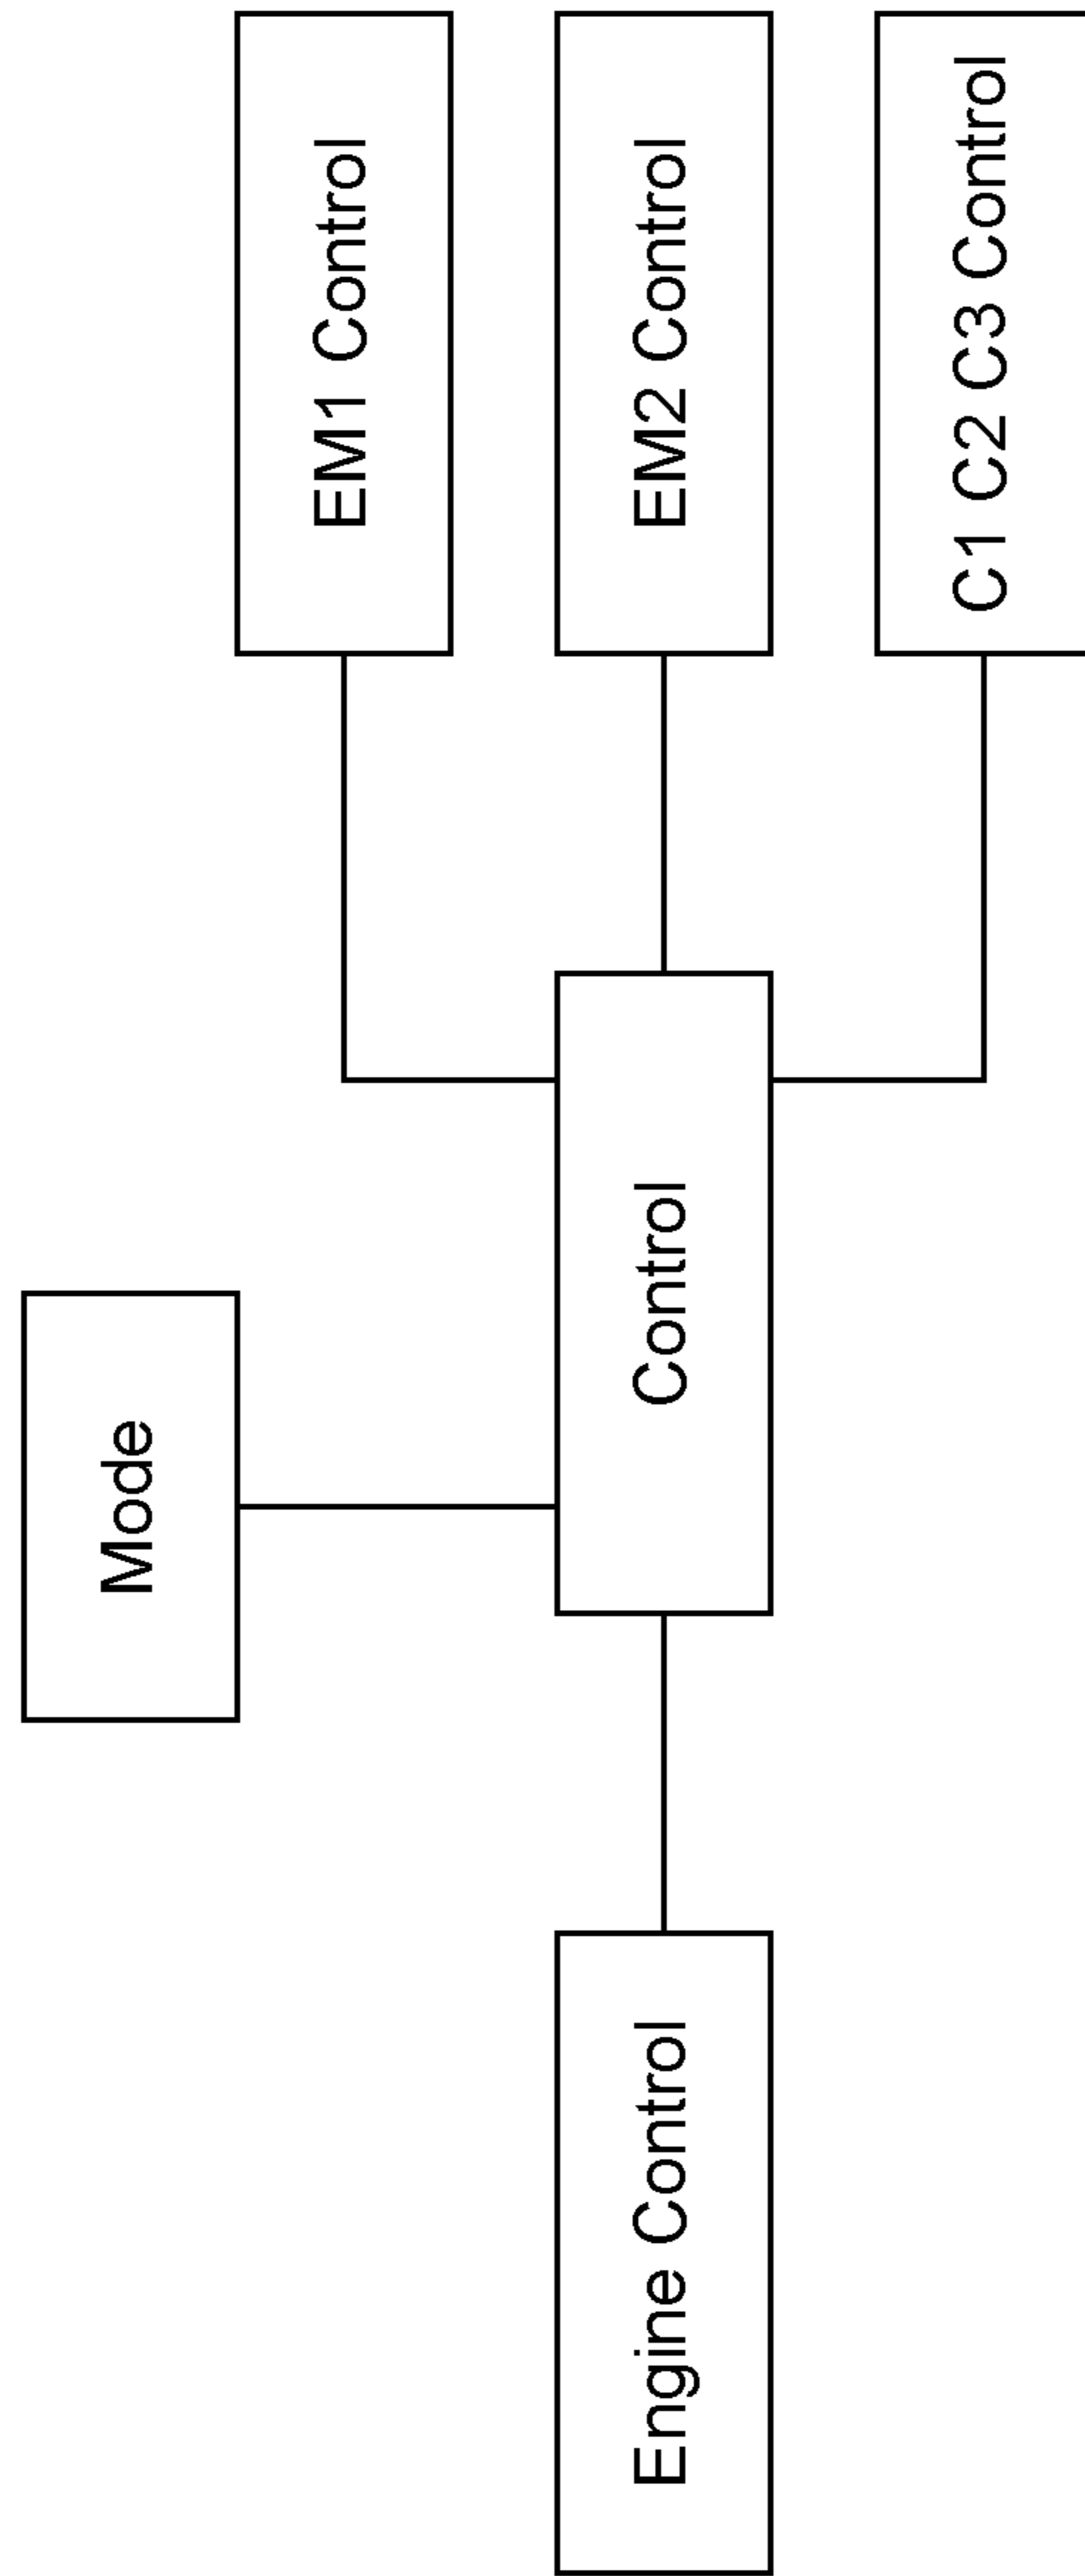 Mode
EM1 Control
Engine Control
Control
EM2 Control
C1 C2 C3 Control